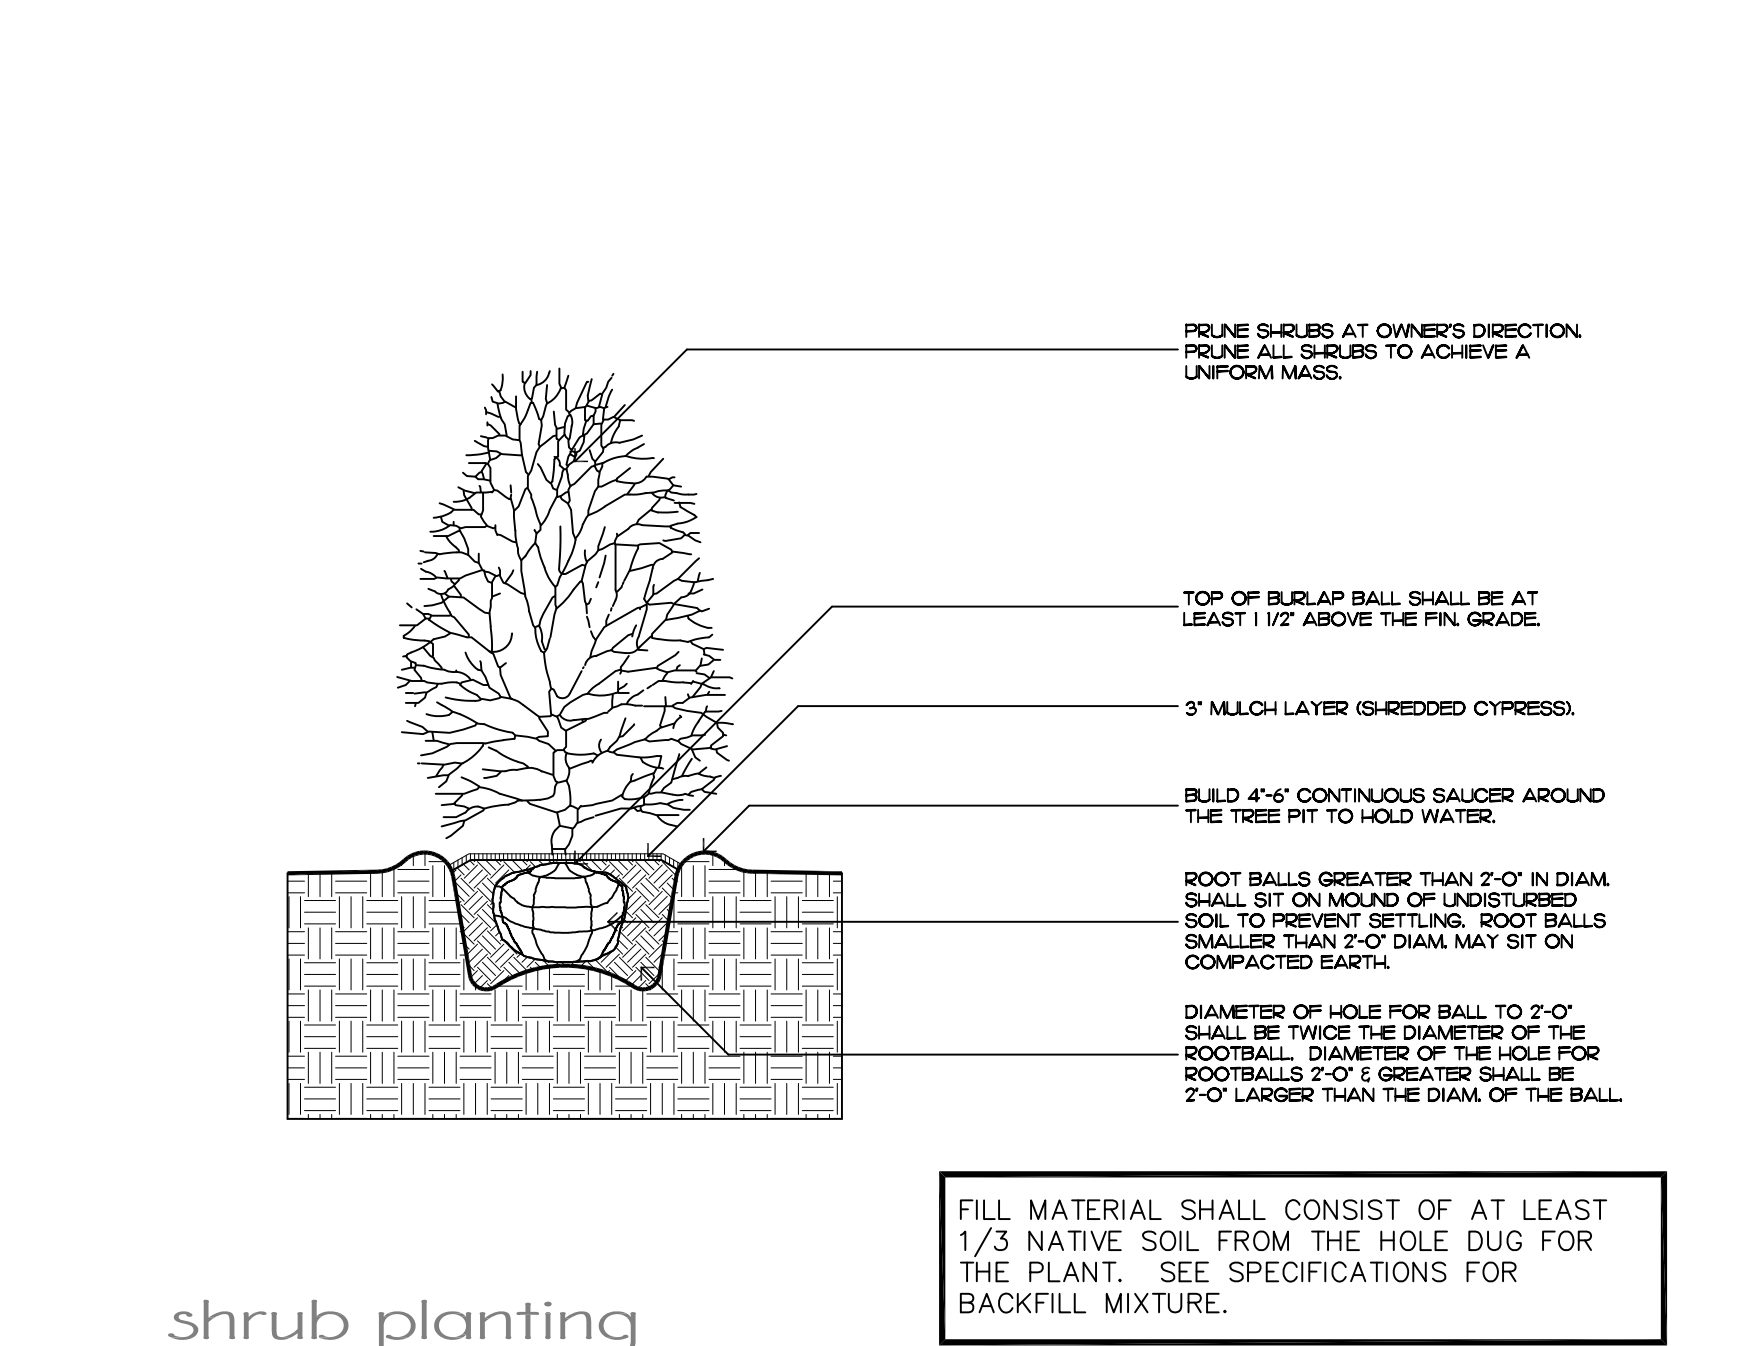 PRUNE SHRUBS AT OWNER'S DIRECTION.
PRUNE ALL SHRUBS TO ACHIEVE A
UNIFORM MASS.
TOP OF BURLAP BALL SHALL BE AT
LEAST 1 1/2" ABOVE THE FIN. GRADE.
3" MULCH LAYER (SHREDDED CYPRESS).
BUILD 4"-6" CONTINUOUS SAUCER AROUND
THE TREE PIT TO HOLD WATER.
ROOT BALLS GREATER THAN 2'-0" IN DIAM.
SHALL SIT ON MOUND OF UNDISTURBED
SOIL TO PREVENT SETTLING. ROOT BALLS
SMALLER THAN 2'-0" DIAM. MAY SIT ON
COMPACTED EARTH.
DIAMETER OF HOLE FOR BALL TO 2'-0"
SHALL BE TWICE THE DIAMETER OF THE
ROOTBALL. DIAMETER OF THE HOLE FOR
ROOTBALLS 2'-0" & GREATER SHALL BE
2'-0" LARGER THAN THE DIAM. OF THE BALL.
FILL MATERIAL SHALL CONSIST OF AT LEAST
1/3 NATIVE SOIL FROM THE HOLE DUG FOR
THE PLANT. SEE SPECIFICATIONS FOR
BACKFILL MIXTURE.
shrub planting